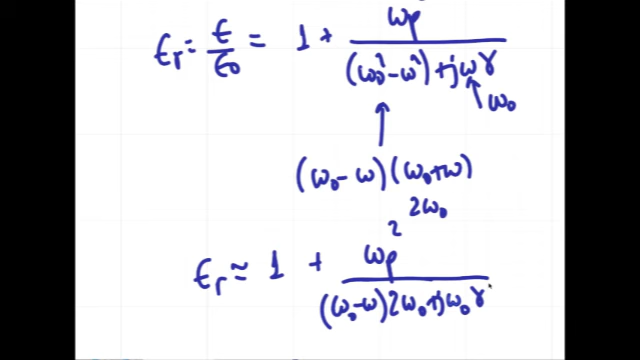 εr = ε/ε0 = 1 + ωp / ((ω0² - ω²) + jωγ)
ω0
(ω0 - ω)(ω0 + ω)
2ω0
εr ≈ 1 + ωp² / ((ω0 - ω)2ω0 + jω0γ)